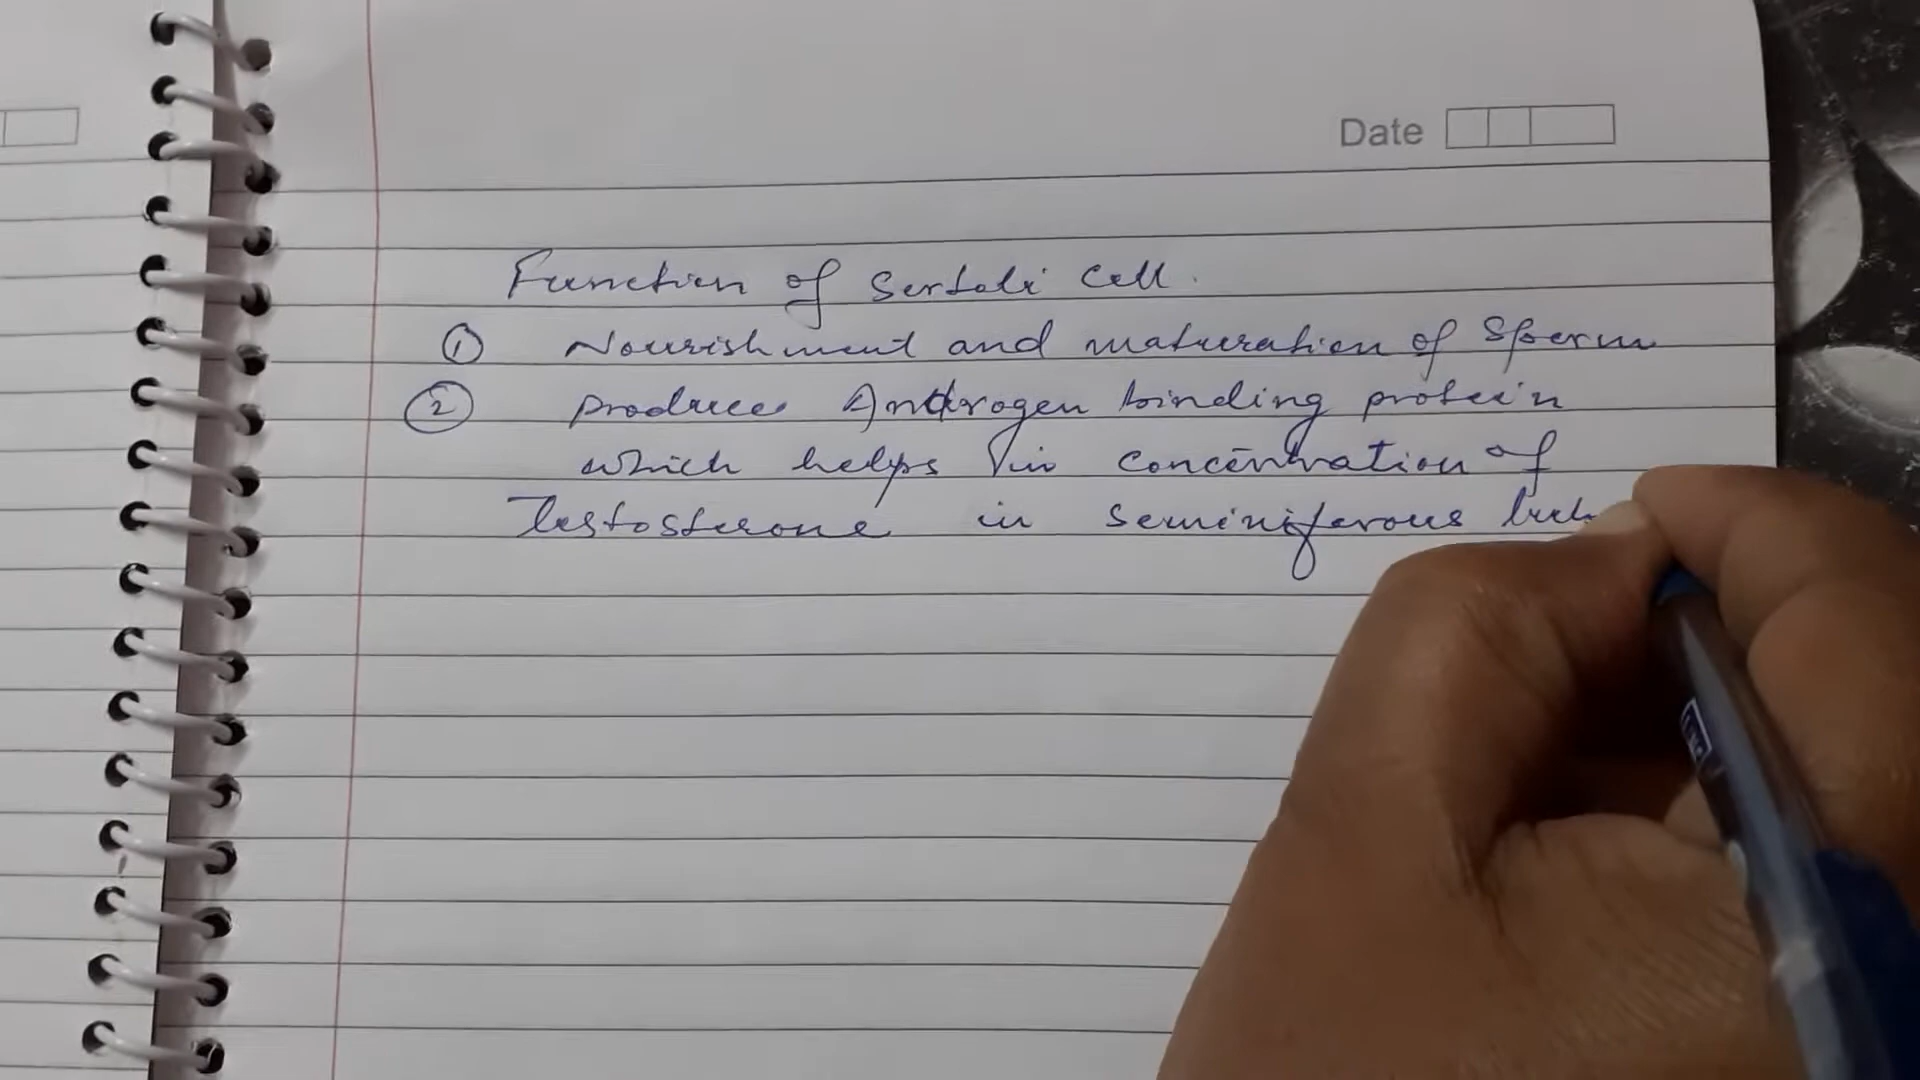 Date
Function of Sertoli Cell.
① Nourishment and maturation of Sperm
② produces Androgen binding protein
which helps in concentration of
Testosterone in seminiferous tub